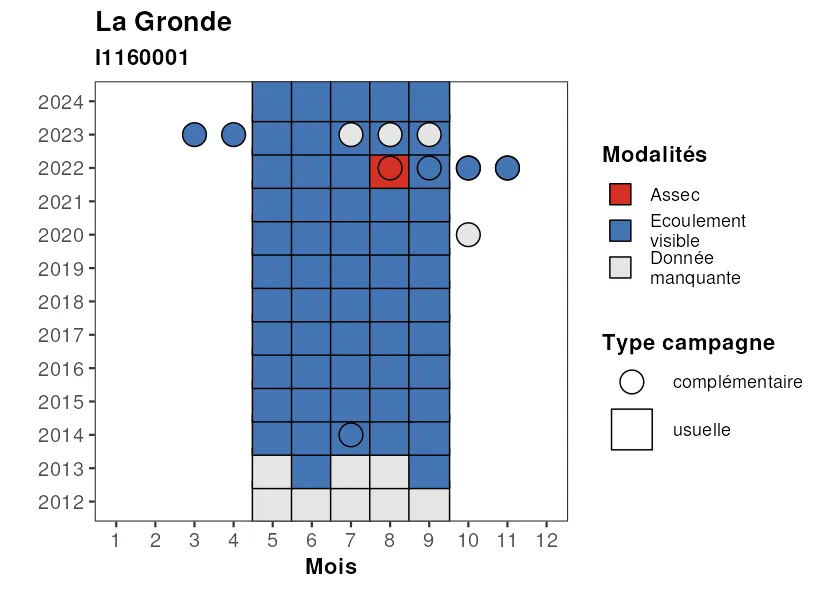 La Gronde
I1160001
2024
2023
2022
2021
2020
2019
2018
2017
2016
2015
2014
2013
2012
1 2 3 4 5 6 7 8 9 10 11 12
Mois
Modalités
Assec
Ecoulement
visible
Donnée
manquante
Type campagne
complémentaire
usuelle